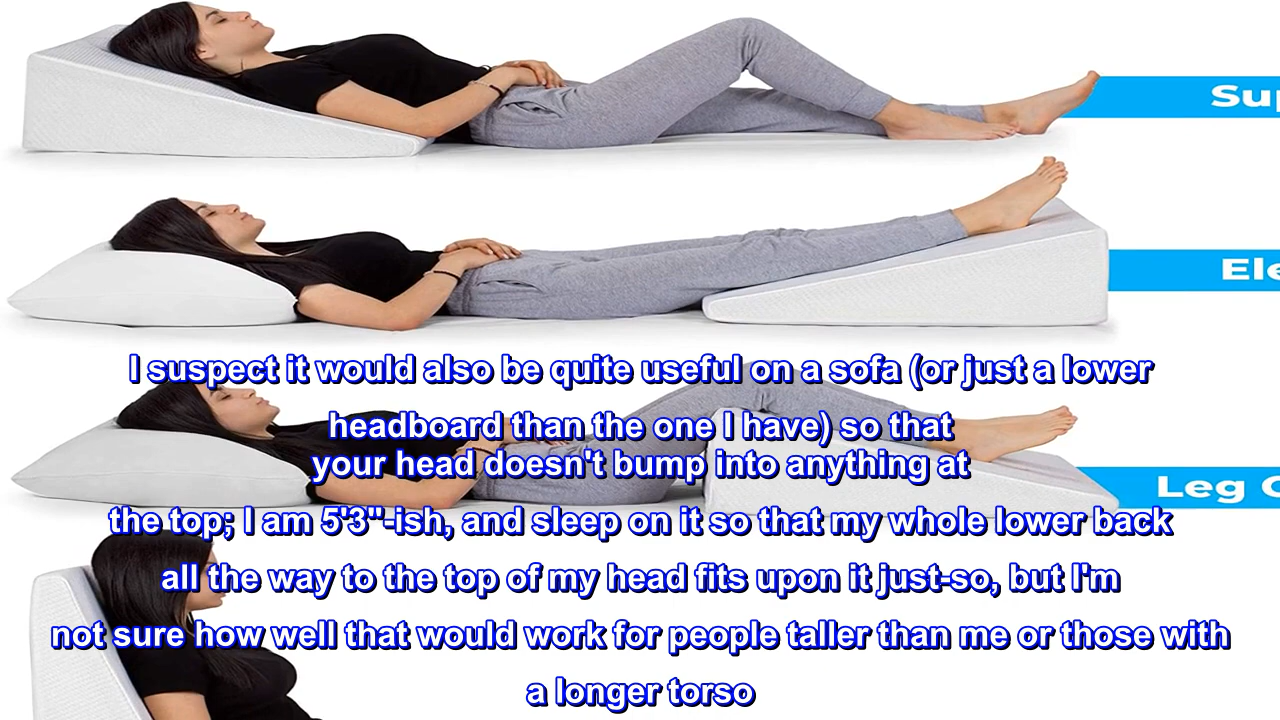 Su
Ele
I suspect it would also be quite useful on a sofa (or just a lower
headboard than the one I have) so that
your head doesn't bump into anything at
Leg
the top; I am 5'3"-ish, and sleep on it so that my whole lower back
all the way to the top of my head fits upon it just-so, but I'm
not sure how well that would work for people taller than me or those with
a longer torso